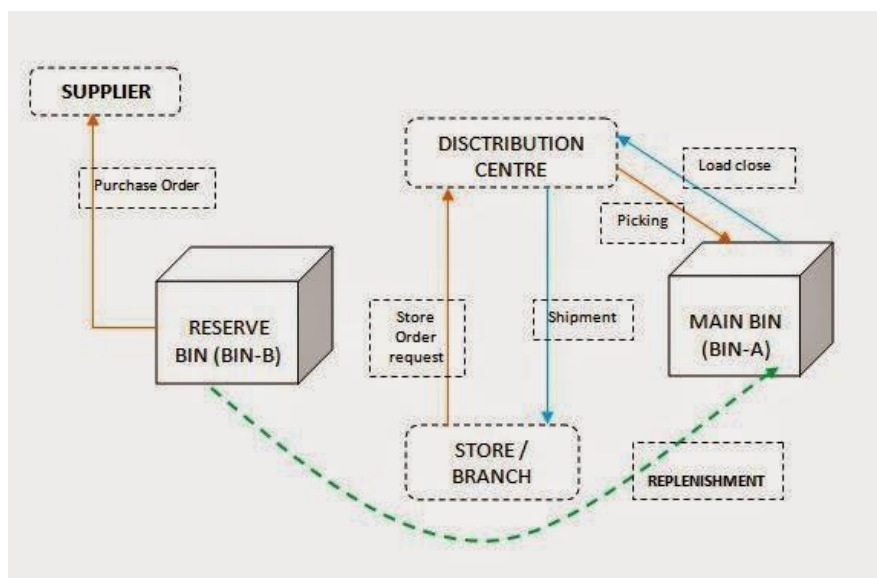 SUPPLIER
Purchase Order
DISCTRIBUTION
CENTRE
Load close
Picking
RESERVE
BIN (BIN-B)
Store
Order
request
Shipment
MAIN BIN
(BIN-A)
STORE /
BRANCH
REPLENISHMENT